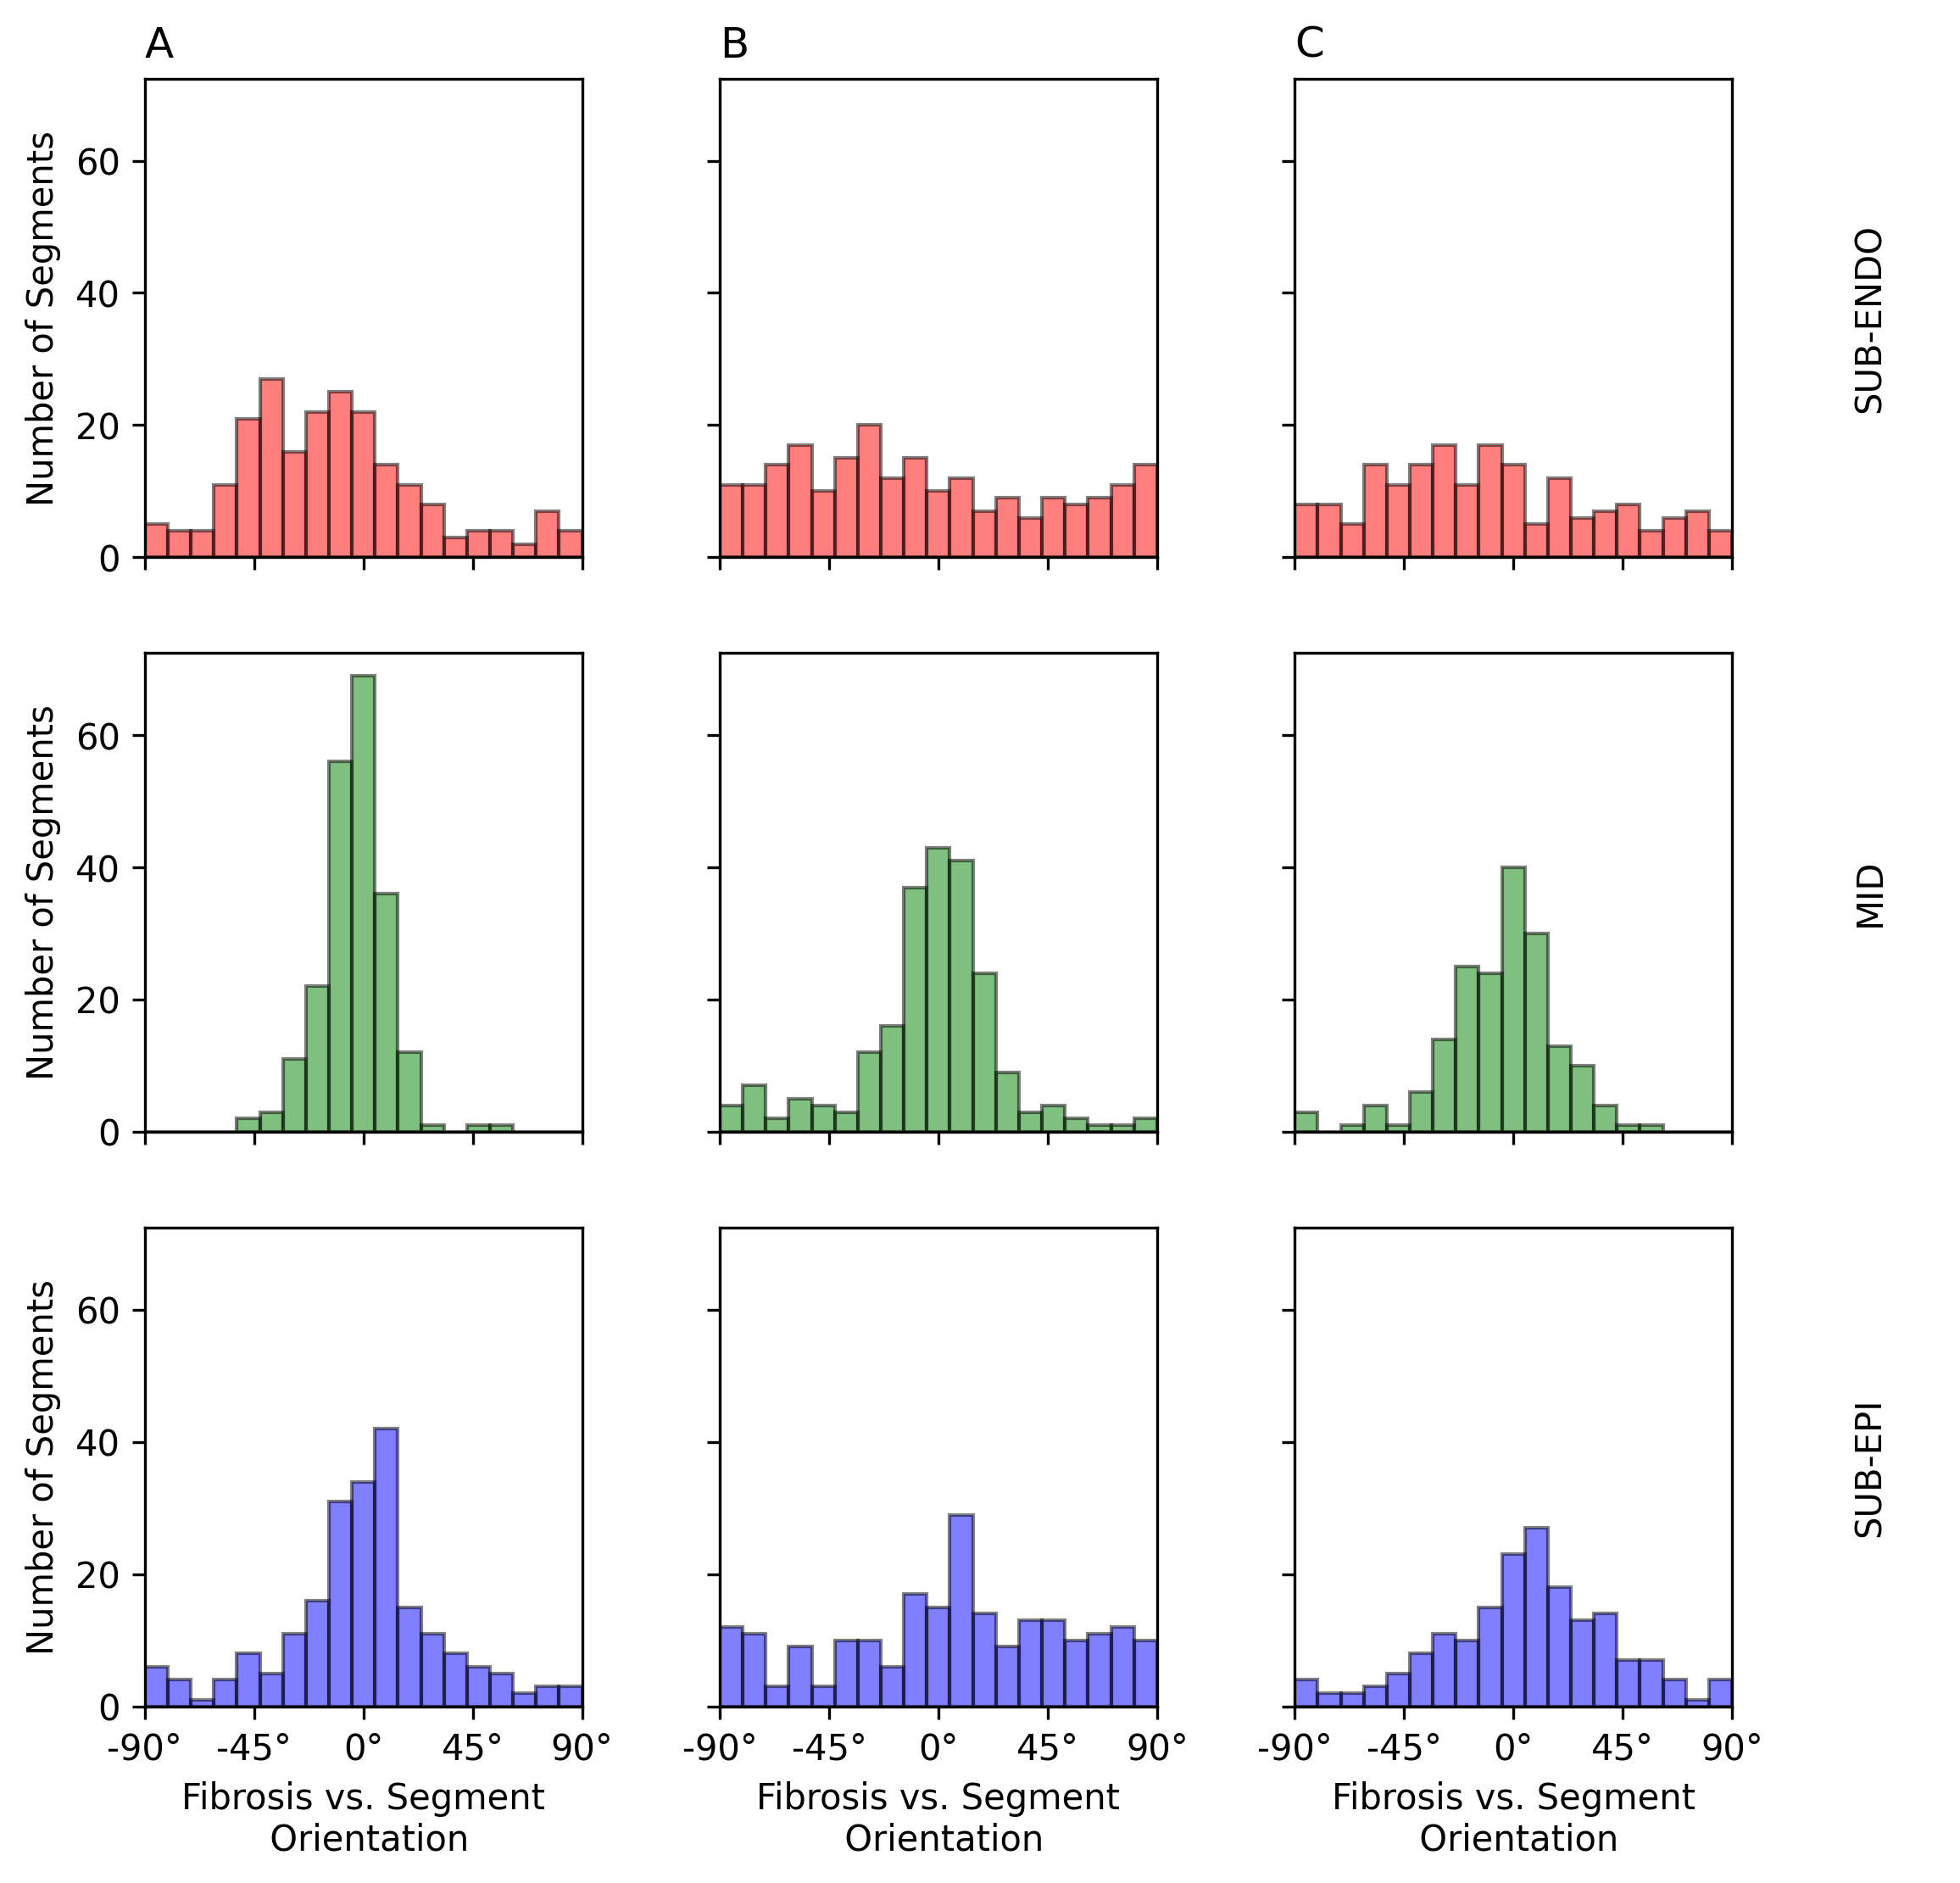 A
B
C
Number of Segments
60
40
20
0
SUB-ENDO
Number of Segments
60
40
20
0
MID
Number of Segments
60
40
20
0
SUB-EPI
-90° -45° 0° 45° 90°
-90° -45° 0° 45° 90°
-90° -45° 0° 45° 90°
Fibrosis vs. Segment
Orientation
Fibrosis vs. Segment
Orientation
Fibrosis vs. Segment
Orientation